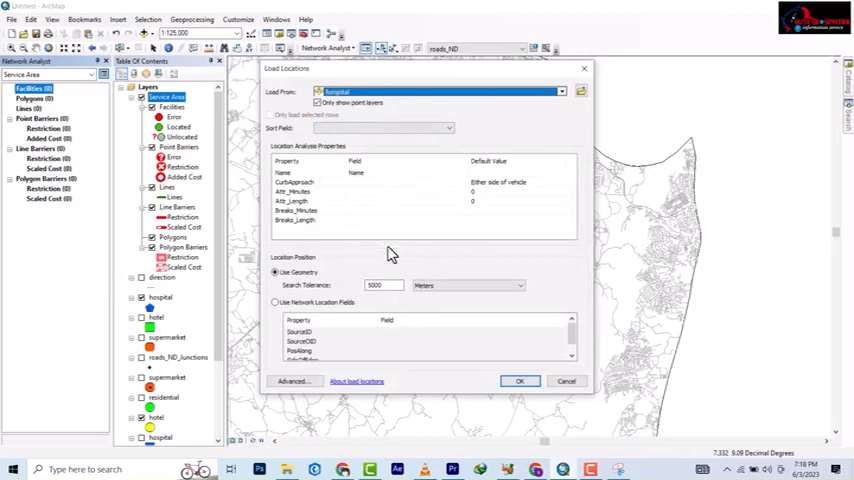 Untitled - ArcMap
File Edit View Bookmarks Insert Selection Geoprocessing Customize Windows Help
1:125.000
Network Analyst roads_ND
Network Analyst
Service Area
Facilities (0)
Polygons (0)
Lines (0)
Point Barriers
Restriction (0)
Added Cost (0)
Line Barriers
Restriction (0)
Scaled Cost (0)
Polygon Barriers
Restriction (0)
Scaled Cost (0)
Table Of Contents
Layers
Service Area
Facilities
Error
Located
Unlocated
Point Barriers
Error
Restriction
Added Cost
Lines
Lines
Line Barriers
Restriction
Scaled Cost
Polygons
Polygon Barriers
Restriction
Scaled Cost
direction
hospital
hotel
supermarket
roads_ND_Junctions
supermarket
residential
hotel
hospital
Load Locations
Load From: hospital
Only show point layers
Only load selected rows
Sort Field:
Location Analysis Properties
Property Field Default Value
Name Name
CurbApproach Either side of vehicle
Attr_Minutes 0
Attr_Length 0
Breaks_Minutes
Breaks_Length
Location Position
Use Geometry
Search Tolerance: 5000 Meters
Use Network Location Fields
Property Field
SourceID
SourceOID
PosAlong
SideOfEdge
Advanced... About load locations OK Cancel
Catalog
Search
7.332 9.09 Decimal Degrees
Type here to search
7:18 PM
6/3/2023